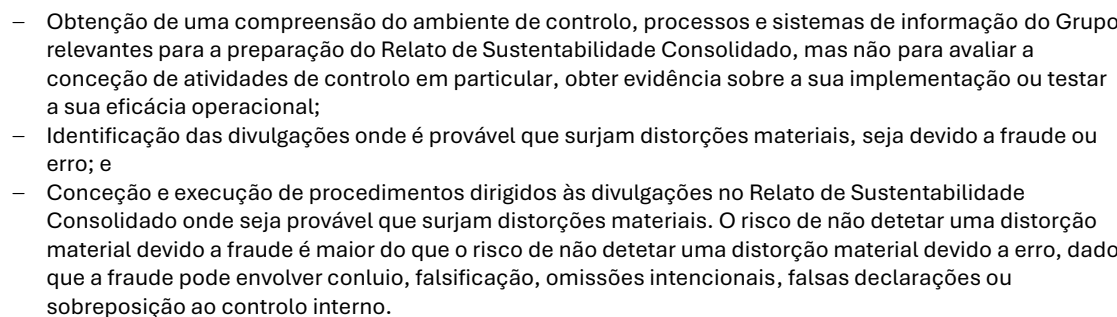 – Obtenção de uma compreensão do ambiente de controlo, processos e sistemas de informação do Grupo
relevantes para a preparação do Relato de Sustentabilidade Consolidado, mas não para avaliar a
conceção de atividades de controlo em particular, obter evidência sobre a sua implementação ou testar
a sua eficácia operacional;
– Identificação das divulgações onde é provável que surjam distorções materiais, seja devido a fraude ou
erro; e
– Conceção e execução de procedimentos dirigidos às divulgações no Relato de Sustentabilidade
Consolidado onde seja provável que surjam distorções materiais. O risco de não detetar uma distorção
material devido a fraude é maior do que o risco de não detetar uma distorção material devido a erro, dado
que a fraude pode envolver conluio, falsificação, omissões intencionais, falsas declarações ou
sobreposição ao controlo interno.